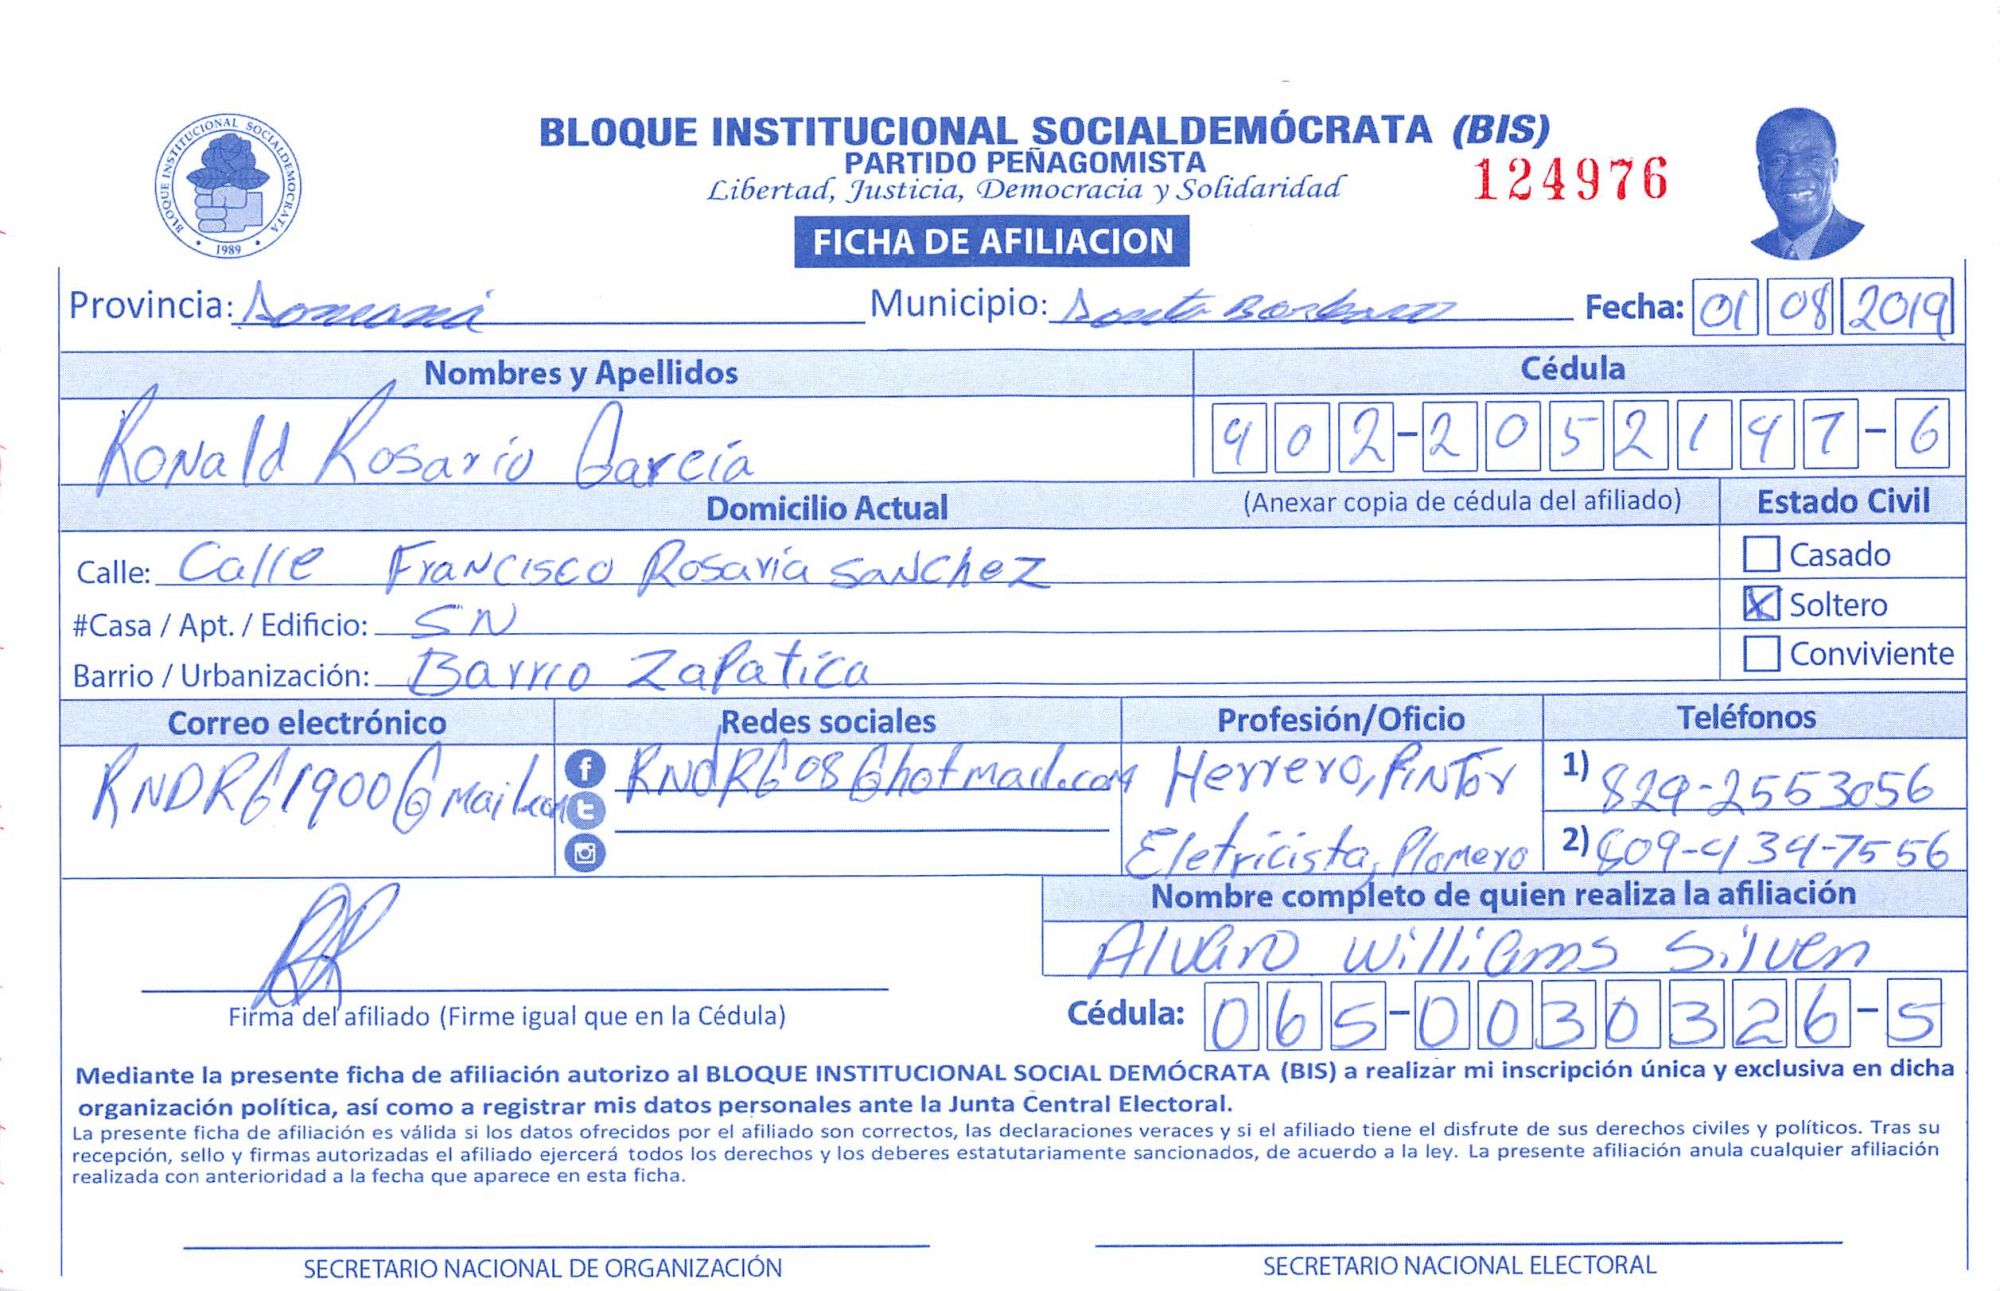 BLOQUE INSTITUCIONAL SOCIALDEMOCRATA
1989
BLOQUE INSTITUCIONAL SOCIALDEMÓCRATA (BIS)
PARTIDO PEÑAGOMISTA
Libertad, Justicia, Democracia y Solidaridad
124976
FICHA DE AFILIACION
Provincia: Samaná Municipio: Santa Barbara Fecha: 01 08 2019
Nombres y Apellidos Cédula
Ronald Rosario García 402-2052147-6
Domicilio Actual (Anexar copia de cédula del afiliado) Estado Civil
Calle: Calle Francisco Rosaria Sanchez
Casado
#Casa / Apt. / Edificio: SN
X Soltero
Barrio / Urbanización: Barrio Zapatica
Conviviente
Correo electrónico Redes sociales Profesión/Oficio Teléfonos
RNDRG1900@mail.com RNDRG08@hotmail.com Herrero, Pintor 1) 829-2553056
Eletricista, Plomero 2) 809-434-7556
Nombre completo de quien realiza la afiliación
Alvaro Williams Silven
Firma del afiliado (Firme igual que en la Cédula) Cédula: 065-0030326-5
Mediante la presente ficha de afiliación autorizo al BLOQUE INSTITUCIONAL SOCIAL DEMÓCRATA (BIS) a realizar mi inscripción única y exclusiva en dicha
organización política, así como a registrar mis datos personales ante la Junta Central Electoral.
La presente ficha de afiliación es válida si los datos ofrecidos por el afiliado son correctos, las declaraciones veraces y si el afiliado tiene el disfrute de sus derechos civiles y políticos. Tras su
recepción, sello y firmas autorizadas el afiliado ejercerá todos los derechos y los deberes estatutariamente sancionados, de acuerdo a la ley. La presente afiliación anula cualquier afiliación
realizada con anterioridad a la fecha que aparece en esta ficha.
SECRETARIO NACIONAL DE ORGANIZACIÓN SECRETARIO NACIONAL ELECTORAL